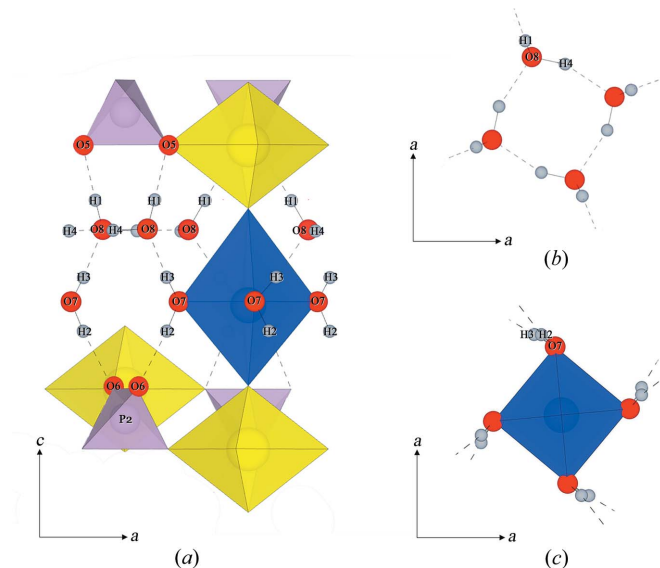 O5 O5
H1 H1 H1 H1
H4 O8 H4 O8 O8 O8 H4
H3 H3 H3 H3
O7 O7 O7 O7
H2 H2 H2 H2
O6 O6
P2
c
a
(a)
H1
O8 H4
a
a
(b)
H3 H2
O7
a
a
(c)